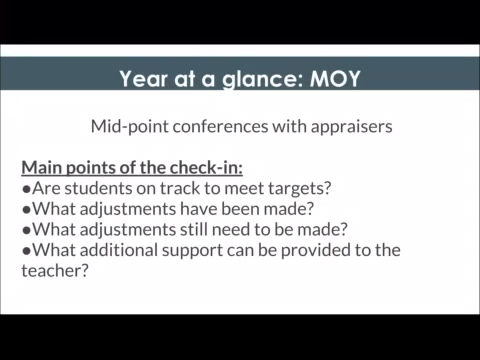 Year at a glance: MOY
Mid-point conferences with appraisers
Main points of the check-in:
●Are students on track to meet targets?
●What adjustments have been made?
●What adjustments still need to be made?
●What additional support can be provided to the
teacher?